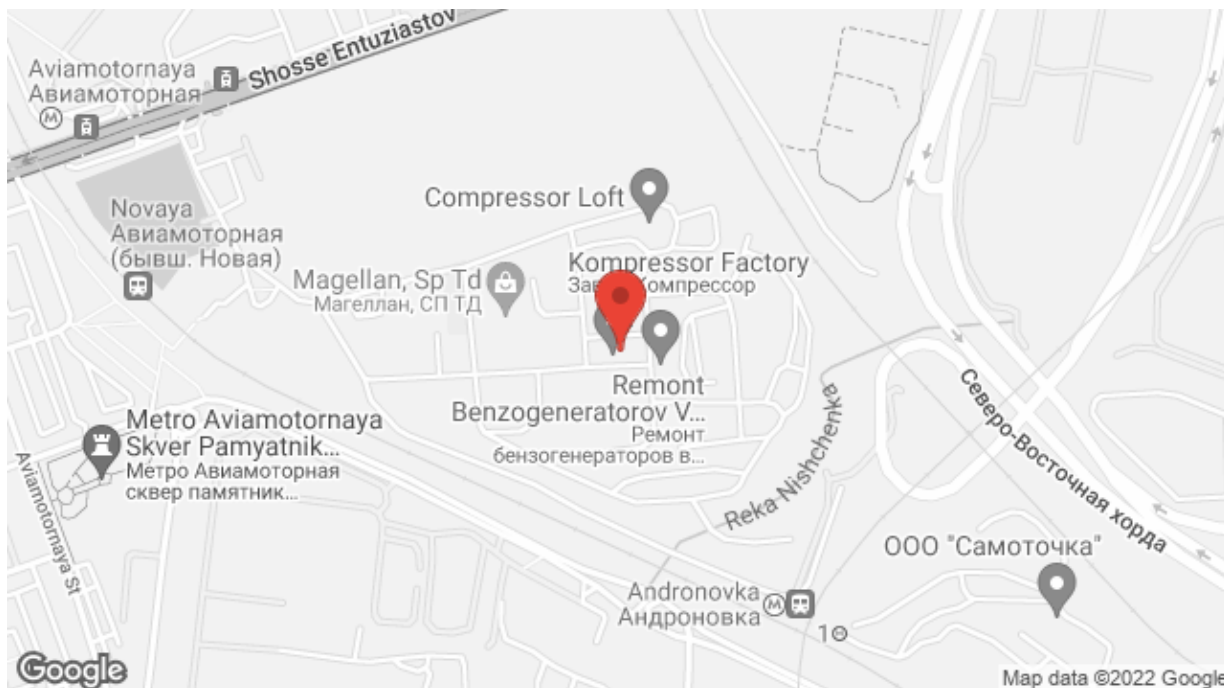 Shosse Entuziastov
Aviamotornaya
Авиамоторная
Compressor Loft
Novaya
Авиамоторная
(бывш. Новая)
Kompressor Factory
Magellan, Sp Td
Магеллан, СП ТД
Компрессор
Remont
Benzogeneratorov V...
Ремонт
бензогенераторов в...
Metro Aviamotornaya
Skver Pamyatnik...
Метро Авиамоторная
сквер памятник...
Aviamotornaya St
Reka Nishchenka
Северо-Восточная хорда
ООО "Самоточка"
Andronovka
Андроновка
1
Google
Map data ©2022 Google